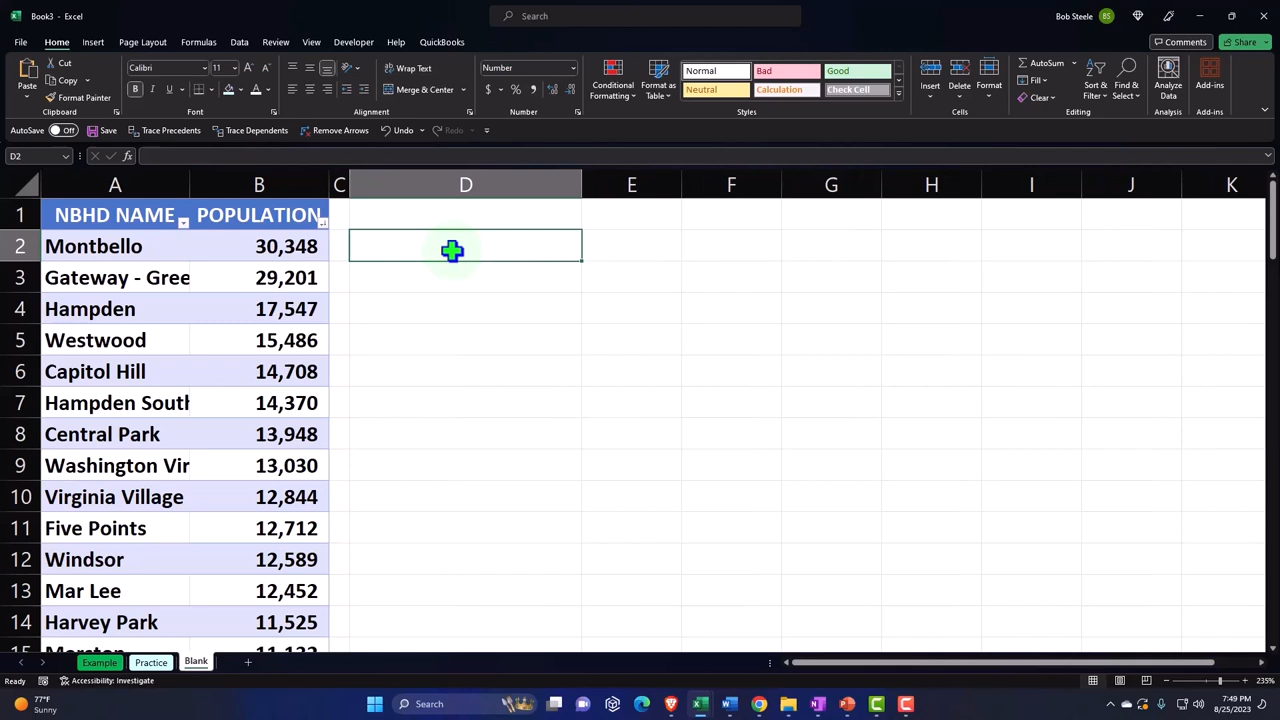 Book3 - Excel
Search
Bob Steele BS
File Home Insert Page Layout Formulas Data Review View Developer Help QuickBooks
Comments Share
Paste Cut
Copy
Format Painter
Clipboard
Calibri 11
B I U
Font
Wrap Text
Merge & Center
Alignment
Number
$ % ,
Number
Conditional Formatting Format as Table
Normal Bad Good
Neutral Calculation Check Cell
Styles
Insert Delete Format
Cells
AutoSum
Fill
Clear
Sort & Filter Find & Select
Editing
Analyze Data
Analysis
Add-ins
Add-ins
AutoSave Off Save Trace Precedents Trace Dependents Remove Arrows Undo Redo
D2 fx
A B C D E F G H I J K
1 NBHD NAME POPULATION
2 Montbello 30,348
3 Gateway - Gree 29,201
4 Hampden 17,547
5 Westwood 15,486
6 Capitol Hill 14,708
7 Hampden South 14,370
8 Central Park 13,948
9 Washington Vir 13,030
10 Virginia Village 12,844
11 Five Points 12,712
12 Windsor 12,589
13 Mar Lee 12,452
14 Harvey Park 11,525
15
Example Practice Blank
Ready Accessibility: Investigate 235%
77°F
Sunny
Search
7:49 PM
8/25/2023